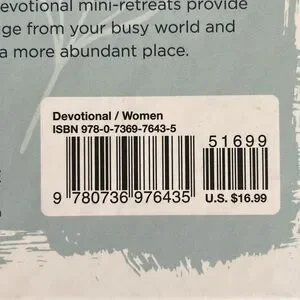 evotional mini-retreats provide
ge from your busy world and
a more abundant place.
Devotional / Women
ISBN 978-0-7369-7643-5
51699
9 780736 976435
U.S. $16.99